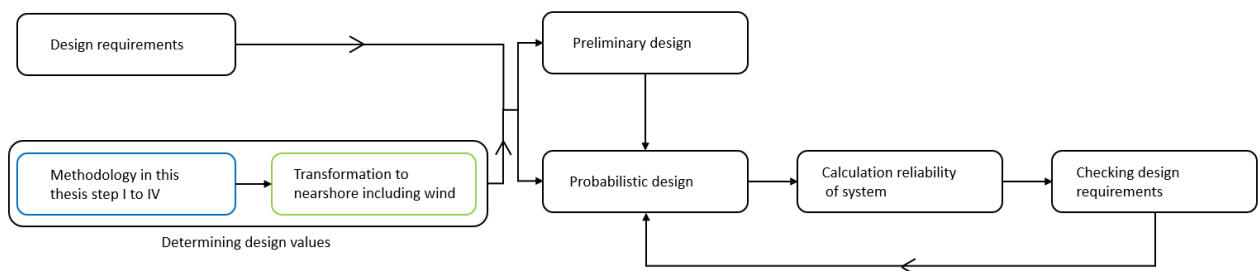 Design requirements
Preliminary design
Methodology in this
thesis step I to IV
Transformation to
nearshore including wind
Determining design values
Probabilistic design
Calculation reliability
of system
Checking design
requirements